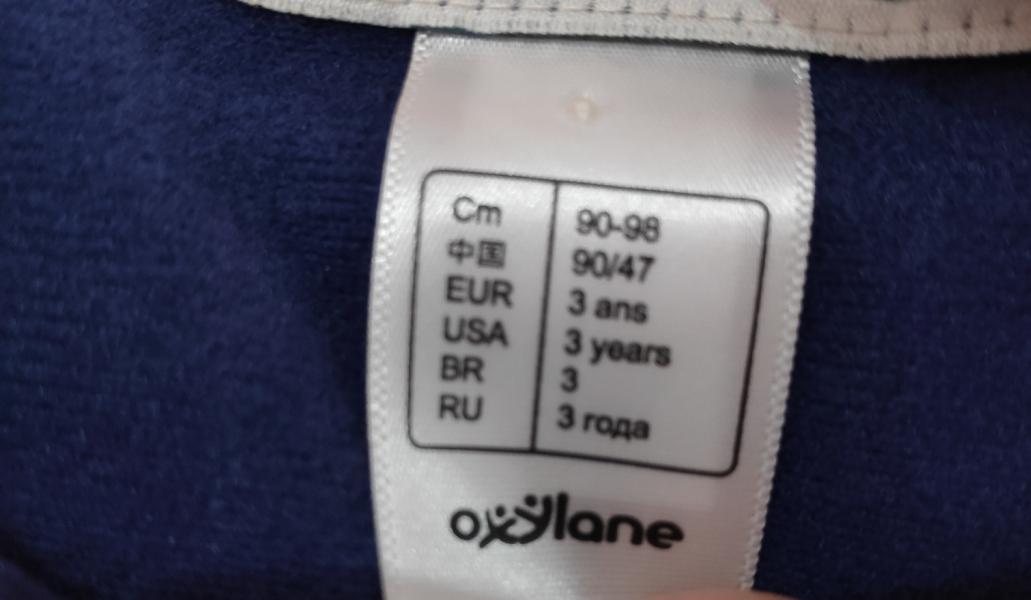 Cm 90-98
中国 90/47
EUR 3 ans
USA 3 years
BR 3
RU 3 года
oxylane